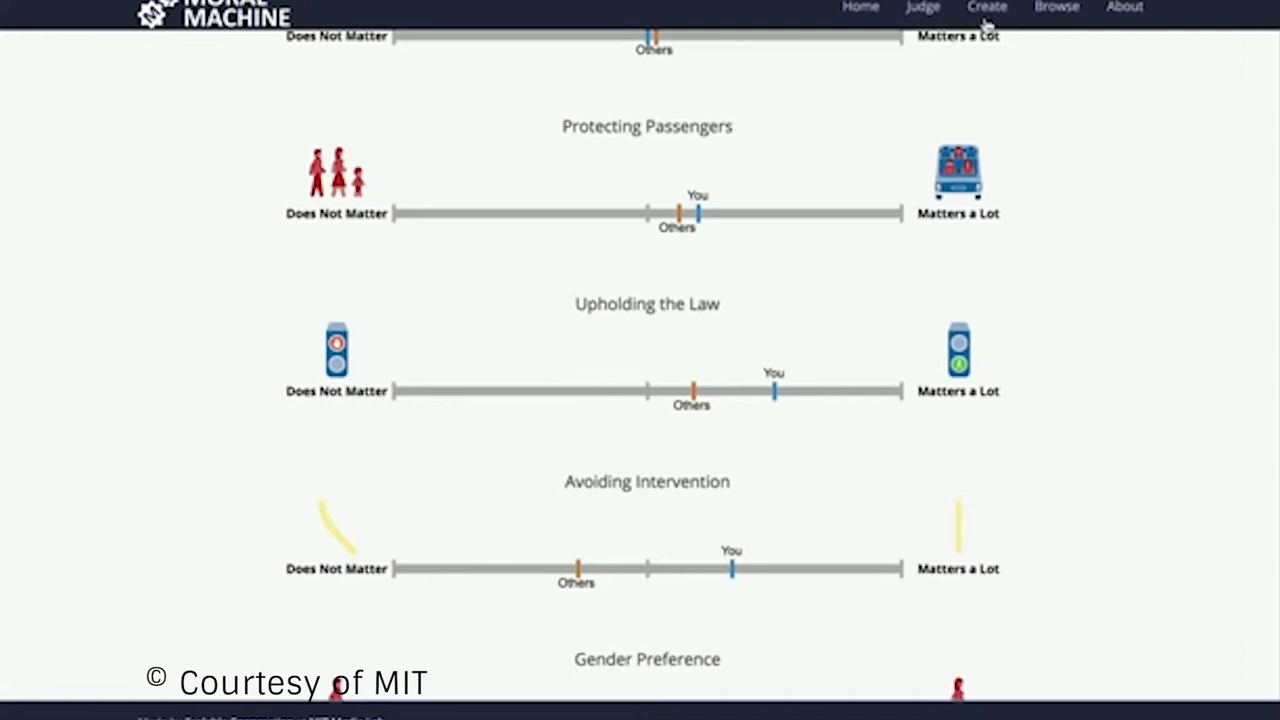 MORAL
MACHINE
Home Judge Create Browse About
Does Not Matter Matters a Lot
Others
Protecting Passengers
You
Does Not Matter Matters a Lot
Others
Upholding the Law
You
Does Not Matter Matters a Lot
Others
Avoiding Intervention
You
Does Not Matter Matters a Lot
Others
Gender Preference
© Courtesy of MIT